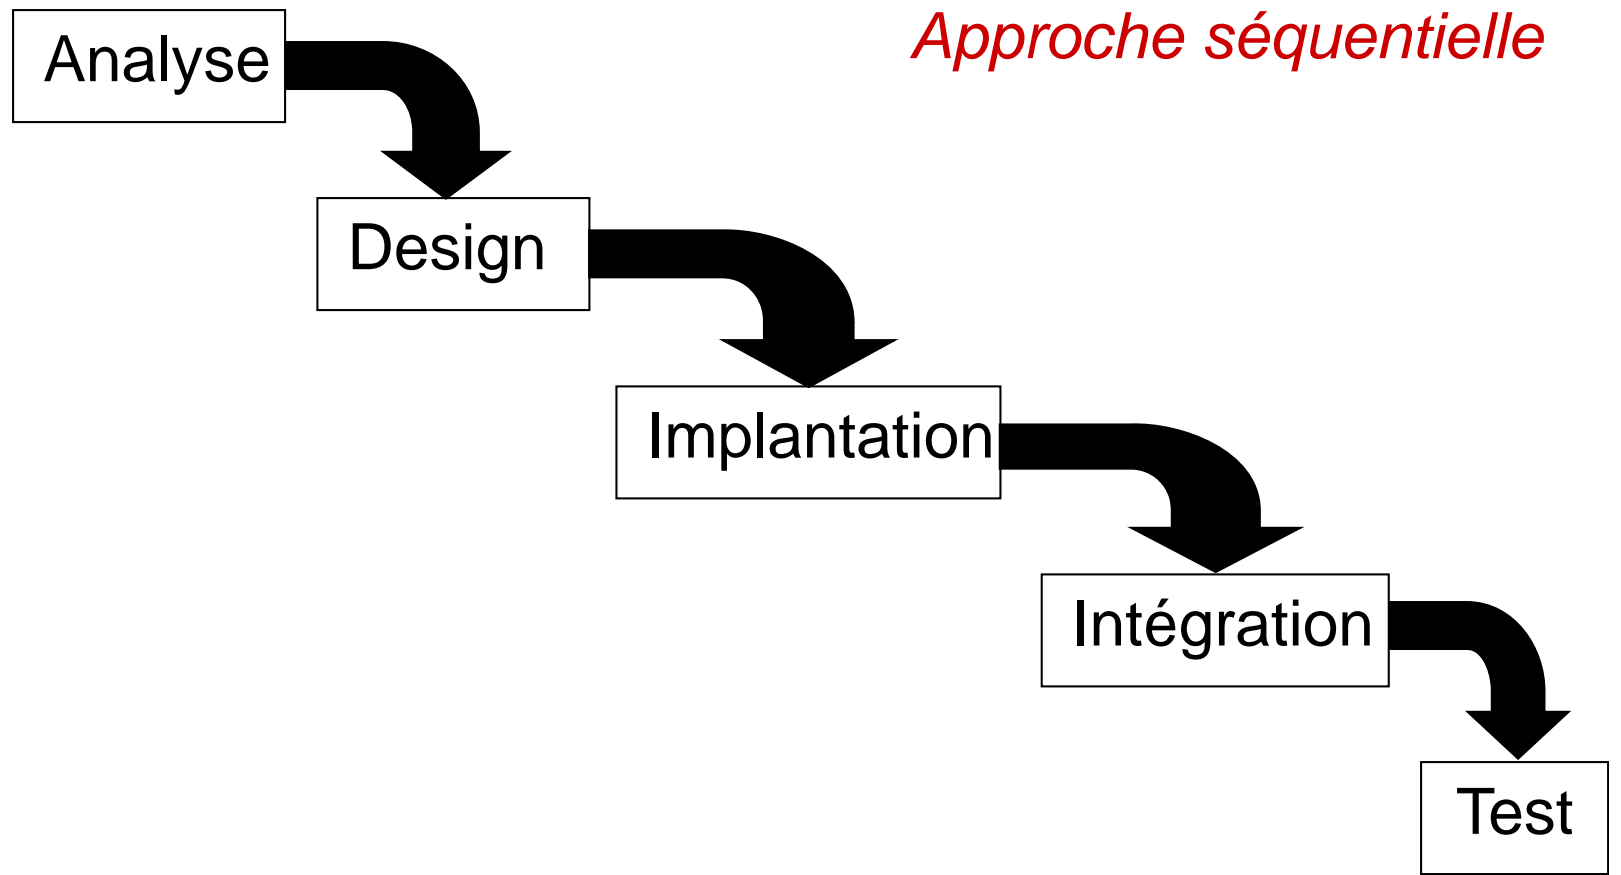 Approche séquentielle
Analyse
Design
Implantation
Intégration
Test